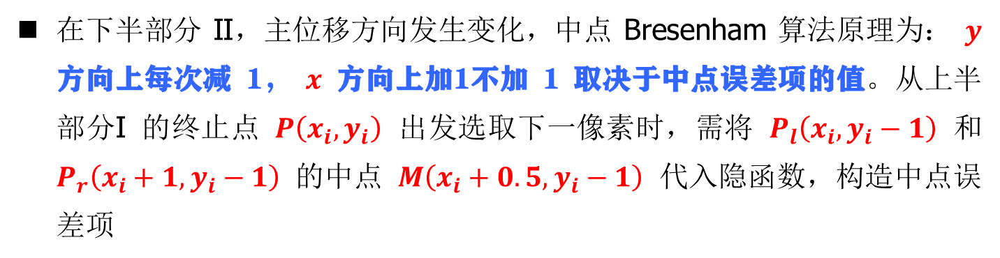 ■ 在下半部分 II，主位移方向发生变化，中点 Bresenham 算法原理为： y
方向上每次减 1， x 方向上加1不加 1 取决于中点误差项的值。从上半
部分I 的终止点 P(xᵢ, yᵢ) 出发选取下一像素时，需将 Pₗ(xᵢ, yᵢ − 1) 和
Pᵣ(xᵢ + 1, yᵢ − 1) 的中点 M(xᵢ + 0.5, yᵢ − 1) 代入隐函数，构造中点误
差项